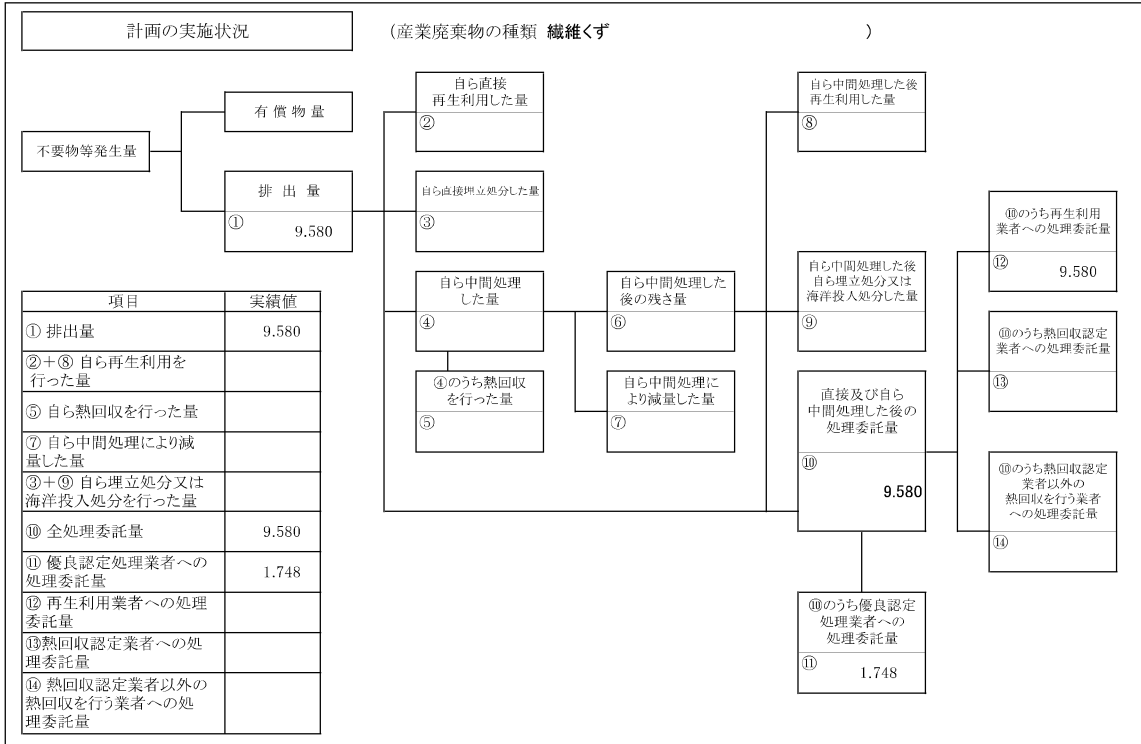 計画の実施状況
(産業廃棄物の種類 繊維くず )
不要物等発生量
有償物量
排出量
①
9.580
自ら直接
再生利用した量
②
自ら直接埋立処分した量
③
自ら中間処理
した量
④
④のうち熱回収
を行った量
⑤
自ら中間処理した
後の残さ量
⑥
自ら中間処理に
より減量した量
⑦
自ら中間処理した後
再生利用した量
⑧
自ら中間処理した後
自ら埋立処分又は
海洋投入処分した量
⑨
直接及び自ら
中間処理した後の
処理委託量
⑩
9.580
⑩のうち優良認定
処理業者への
処理委託量
⑪
1.748
⑩のうち再生利用
業者への処理委託量
⑫
9.580
⑩のうち熱回収認定
業者への処理委託量
⑬
⑩のうち熱回収認定
業者以外の
熱回収を行う業者
への処理委託量
⑭
項目 実績値
① 排出量 9.580
②+⑧ 自ら再生利用を
行った量
⑤ 自ら熱回収を行った量
⑦ 自ら中間処理により減
量した量
③+⑨ 自ら埋立処分又は
海洋投入処分を行った量
⑩ 全処理委託量 9.580
⑪ 優良認定処理業者への
処理委託量 1.748
⑫ 再生利用業者への処理
委託量
⑬熱回収認定業者への処
理委託量
⑭ 熱回収認定業者以外の
熱回収を行う業者への処
理委託量